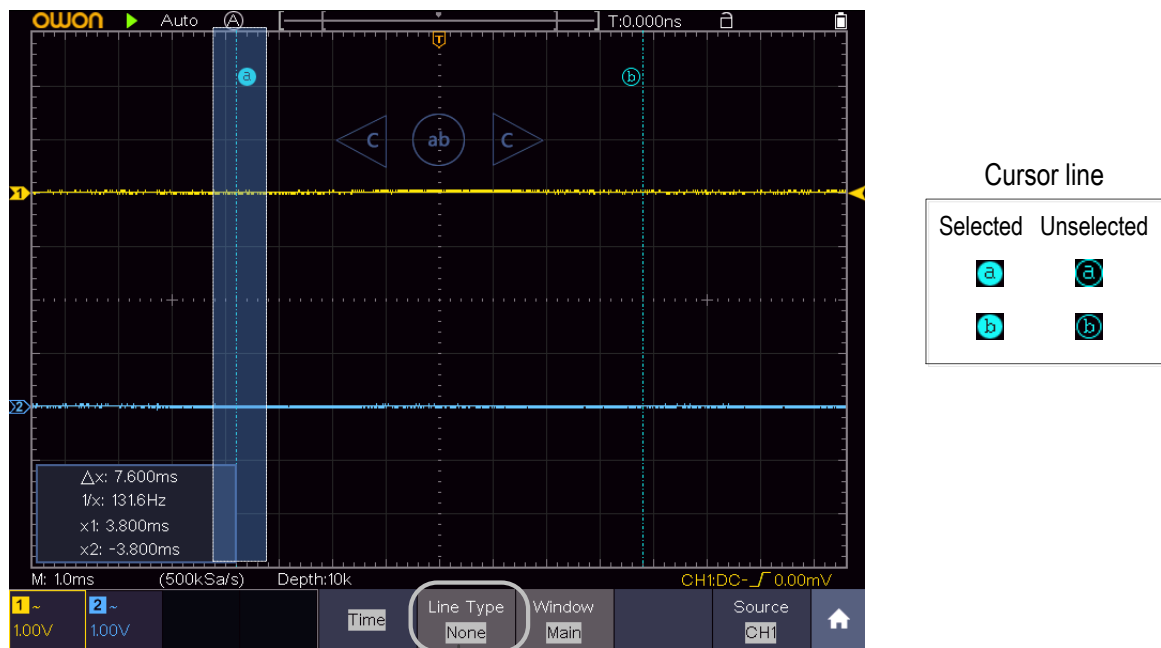 owon Auto A T:0.000ns
T
a b
C ab C
1
2
△x: 7.600ms
1/x: 131.6Hz
x1: 3.800ms
x2: -3.800ms
M: 1.0ms (500kSa/s) Depth:10k CH1:DC- 0.00mV
1 ~ 2 ~ Line Type Window Source
1.00V 1.00V Time None Main CH1
Cursor line
Selected Unselected
a a
b b